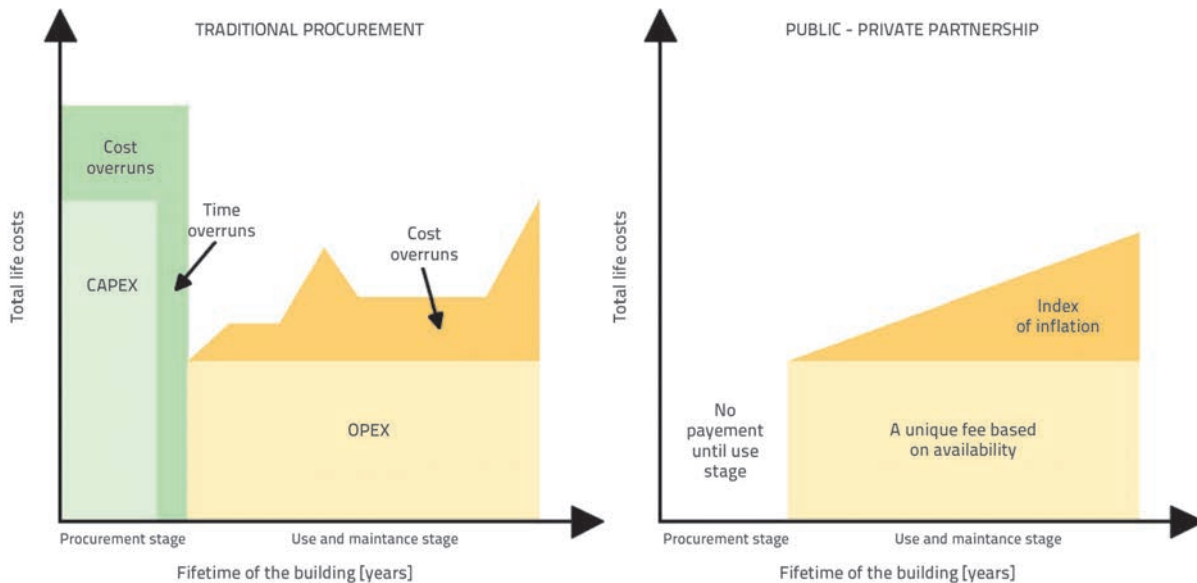 TRADITIONAL PROCUREMENT
Total life costs
Cost
overruns
Time
overruns
CAPEX
Cost
overruns
OPEX
Procurement stage
Use and maintance stage
Fifetime of the building [years]
PUBLIC - PRIVATE PARTNERSHIP
Total life costs
Index
of inflation
No
payement
until use
stage
A unique fee based
on availability
Procurement stage
Use and maintance stage
Fifetime of the building [years]